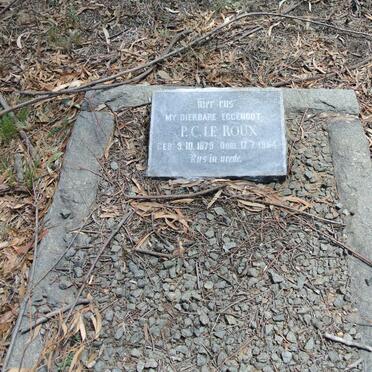 Hier rus
MY DIERBARE EGGENOOT
P.C. LE ROUX
GEB. 3.10.1879 OORL. 17.7.1964
Rus in vrede.